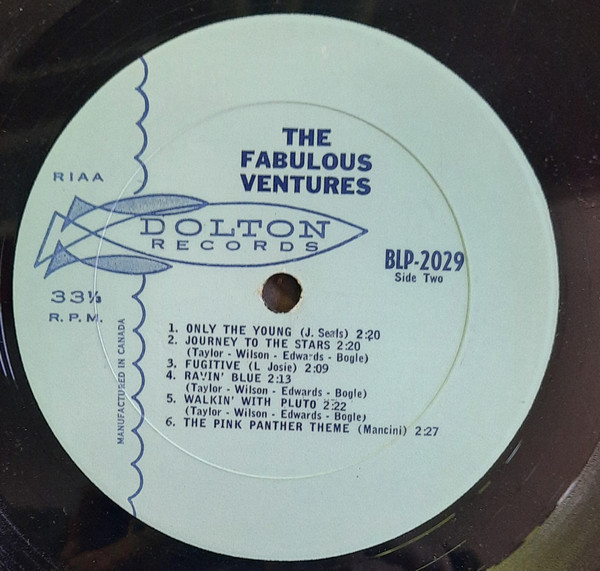 THE
FABULOUS
VENTURES
RIAA
DOLTON
RECORDS
BLP-2029
Side Two
33⅓
R.P.M.
MANUFACTURED IN CANADA
1. ONLY THE YOUNG (J. Seals) 2:20
2. JOURNEY TO THE STARS 2:20
(Taylor - Wilson - Edwards - Bogle)
3. FUGITIVE (L Josie) 2:09
4. RAVIN' BLUE 2:13
(Taylor - Wilson - Edwards - Bogle)
5. WALKIN' WITH PLUTO 2:22
(Taylor - Wilson - Edwards - Bogle)
6. THE PINK PANTHER THEME (Mancini) 2:27